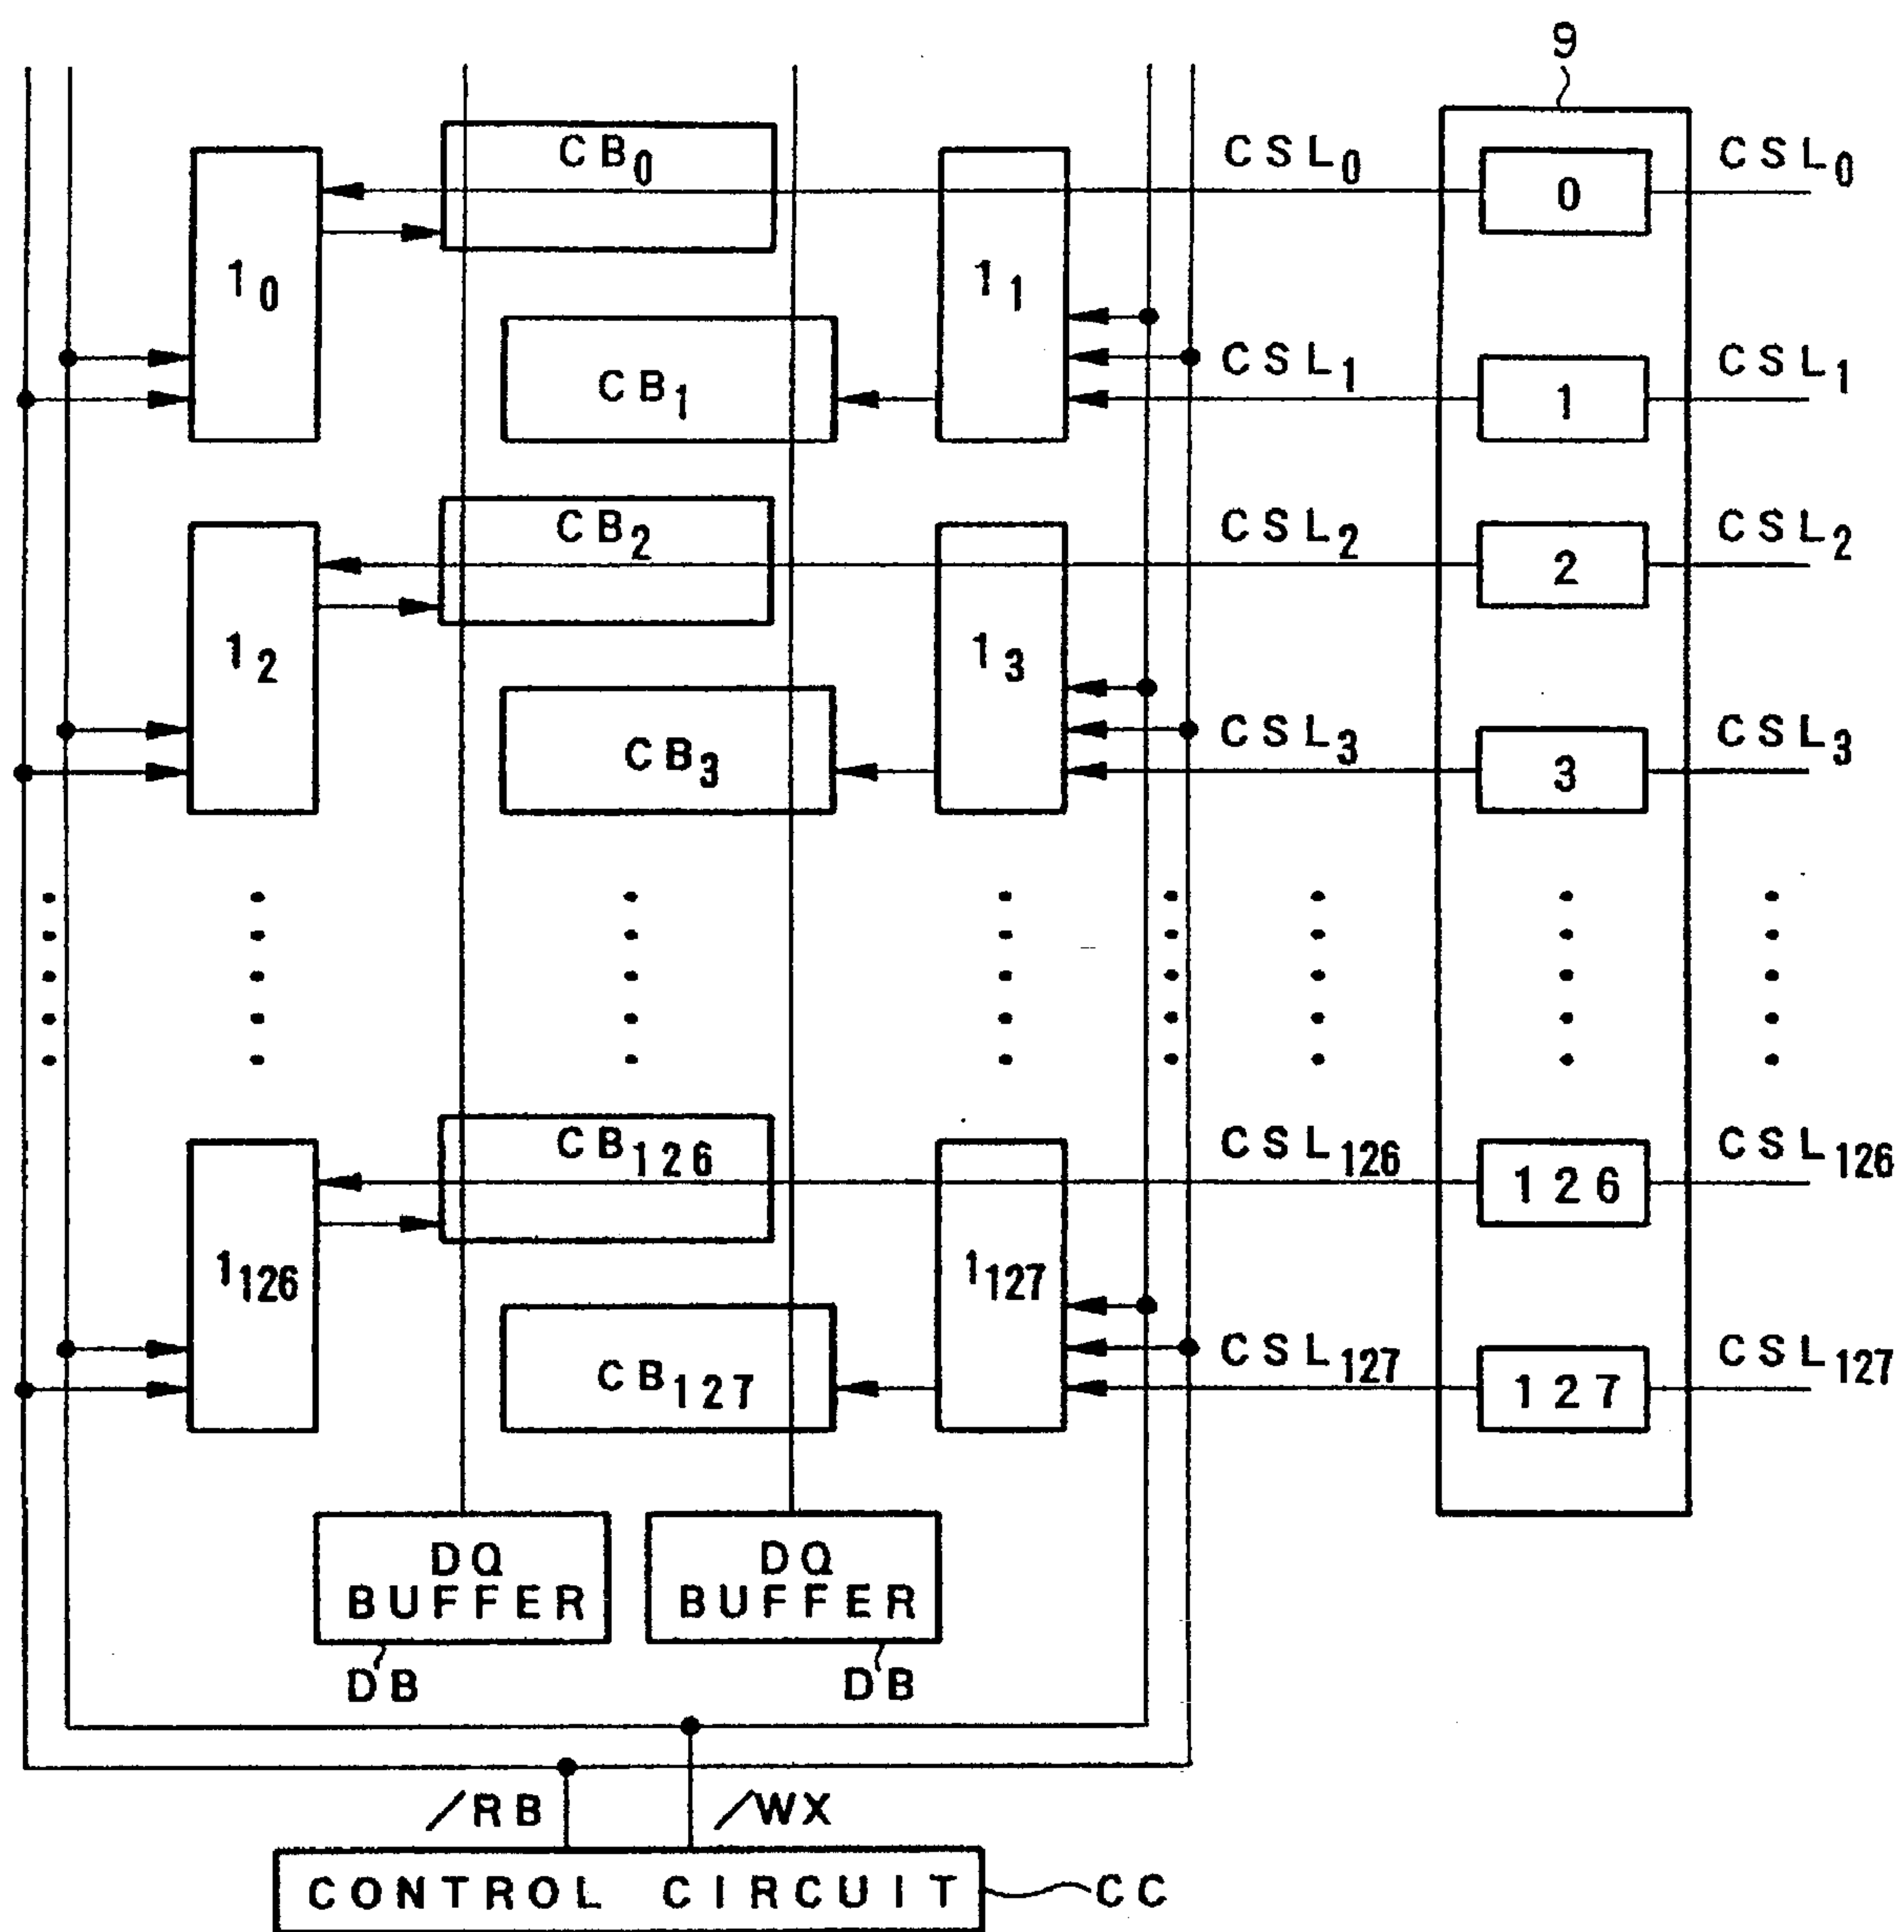 9
CB0 CSL0 0 CSL0
10 11
CB1 CSL1 1 CSL1
CB2 CSL2 2 CSL2
12 13
CB3 CSL3 3 CSL3
CB126 CSL126 126 CSL126
1126 1127
CB127 CSL127 127 CSL127
DQ BUFFER DQ BUFFER
DB DB
/RB /WX
CONTROL CIRCUIT CC